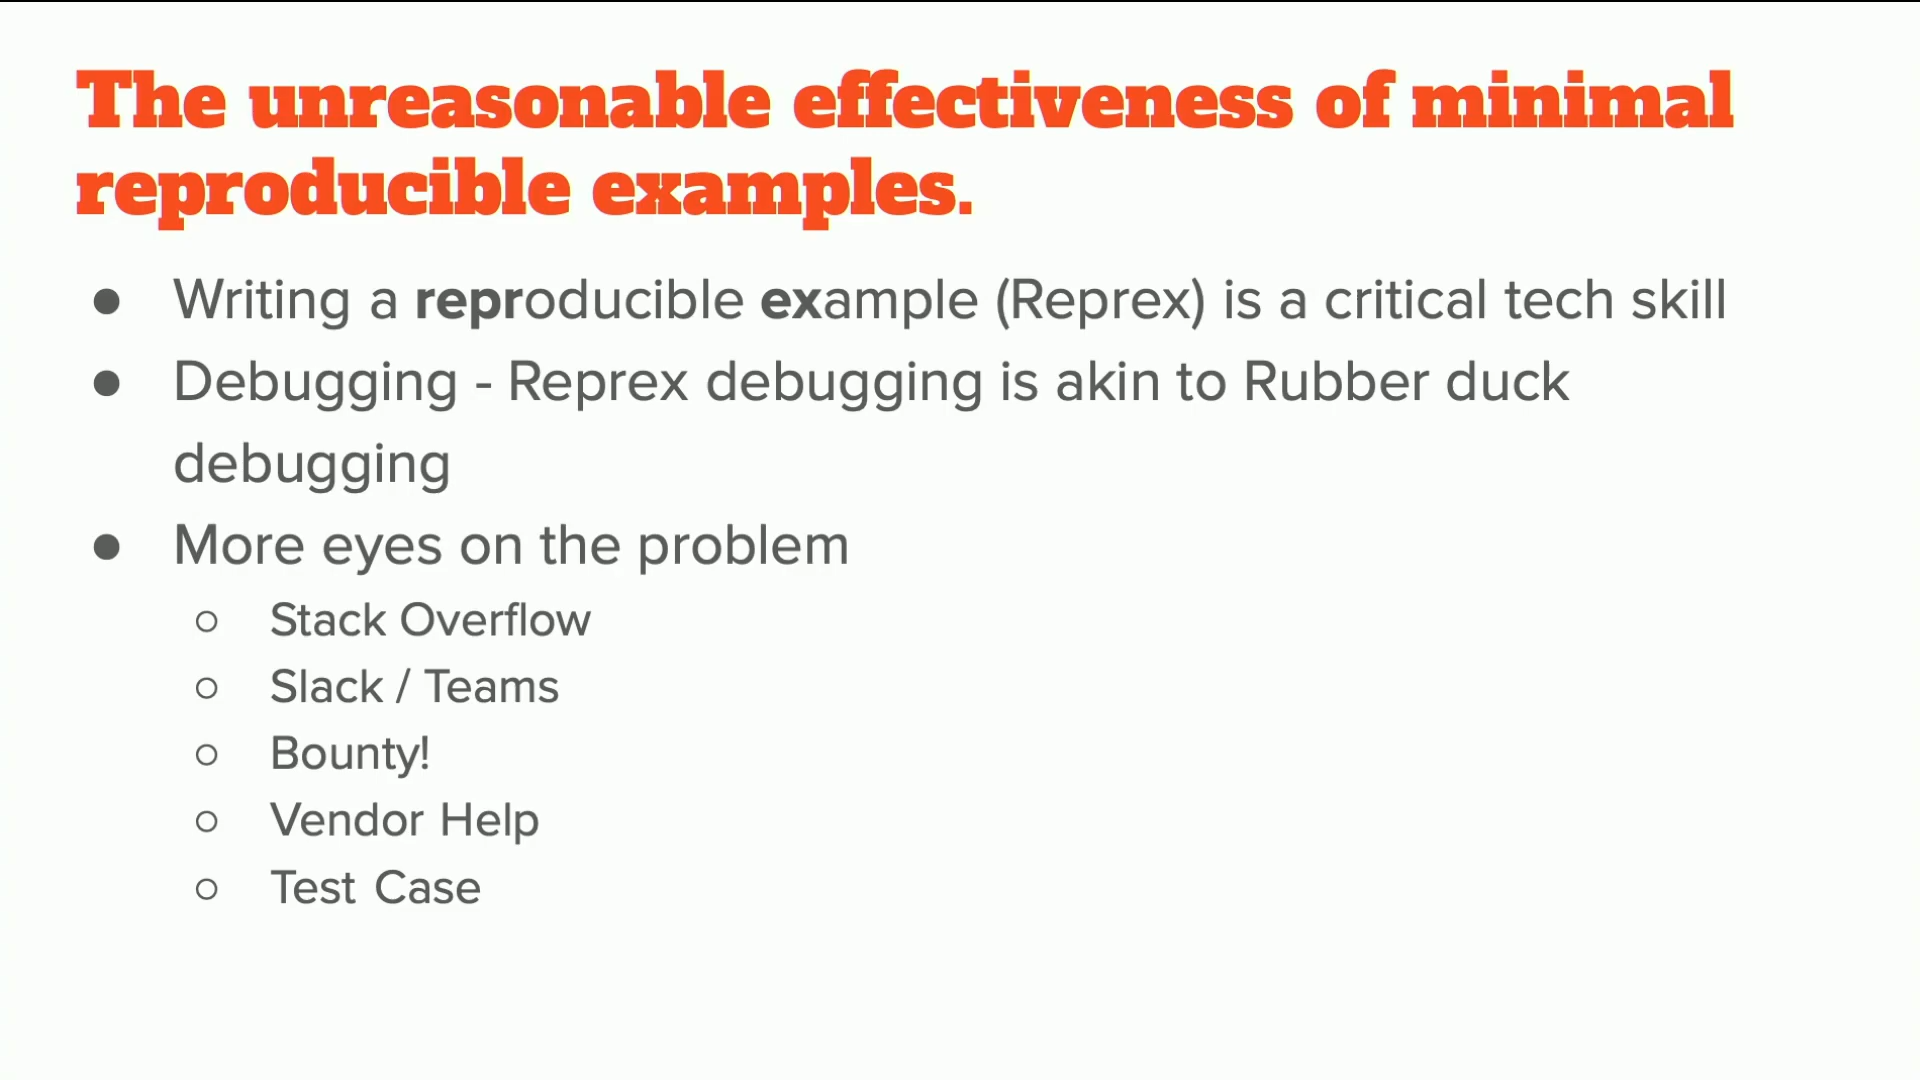 The unreasonable effectiveness of minimal
reproducible examples.
● Writing a reproducible example (Reprex) is a critical tech skill
● Debugging - Reprex debugging is akin to Rubber duck
debugging
● More eyes on the problem
○ Stack Overflow
○ Slack / Teams
○ Bounty!
○ Vendor Help
○ Test Case